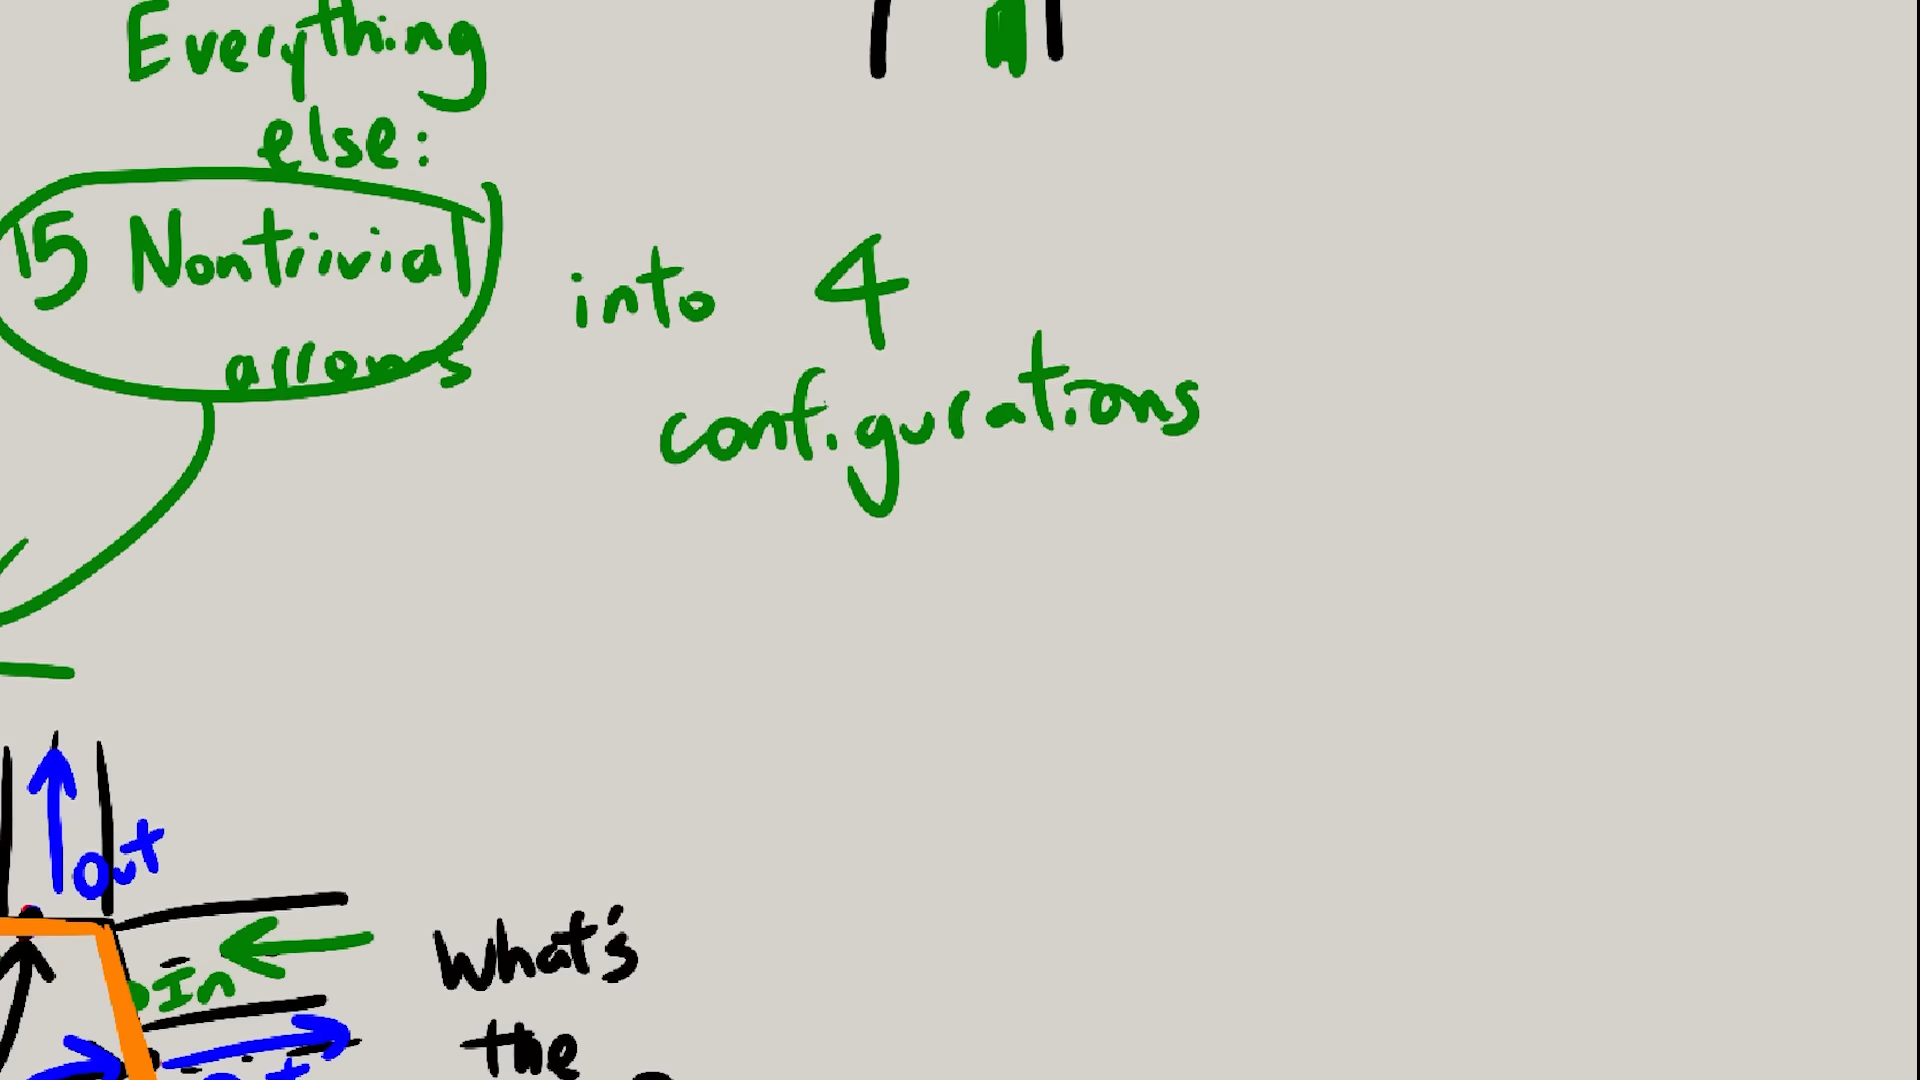 Everything
else:
15 Nontrivial
arrows
into 4
configurations
Out
In
What's
the